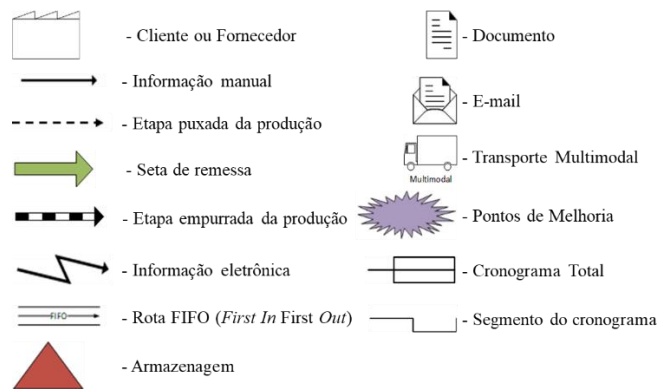 - Cliente ou Fornecedor
- Informação manual
- Etapa puxada da produção
- Seta de remessa
- Etapa empurrada da produção
- Informação eletrônica
FIFO
- Rota FIFO (First In First Out)
- Armazenagem
- Documento
- E-mail
Multimodal
- Transporte Multimodal
- Pontos de Melhoria
- Cronograma Total
- Segmento do cronograma